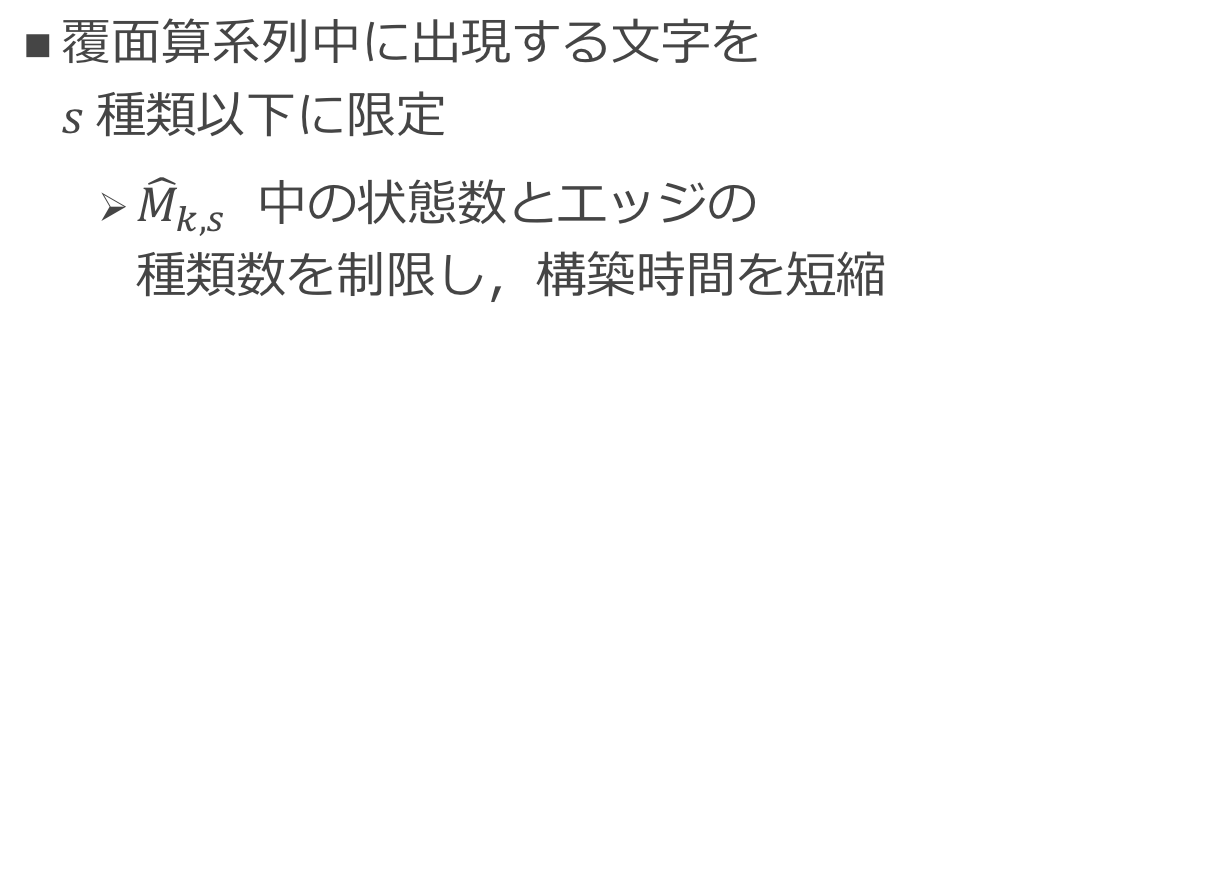 ■ 覆面算系列中に出現する文字を
s 種類以下に限定
➢ M̂k,s 中の状態数とエッジの
種類数を制限し，構築時間を短縮